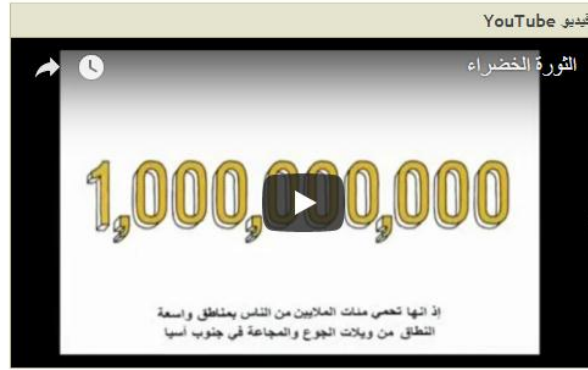 فيديو YouTube
الثورة الخضراء
1,000,000,000
إذ انها تحمي مئات الملايين من الناس بمناطق واسعة
النطاق من ويلات الجوع والمجاعة في جنوب آسيا